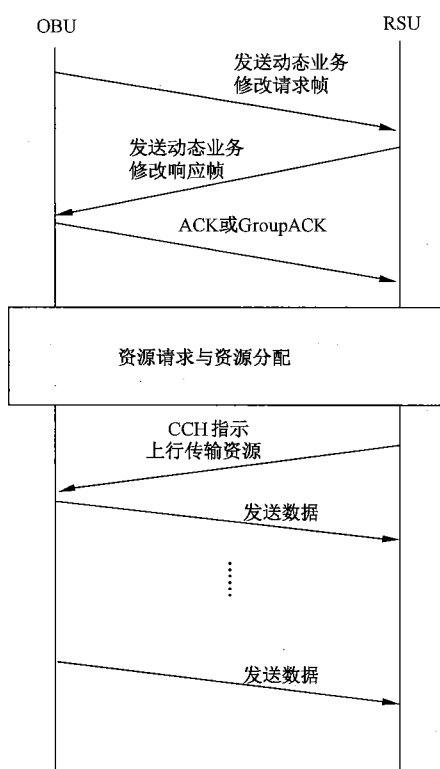 OBU
RSU
发送动态业务
修改请求帧
发送动态业务
修改响应帧
ACK或GroupACK
资源请求与资源分配
CCH指示
上行传输资源
发送数据
发送数据